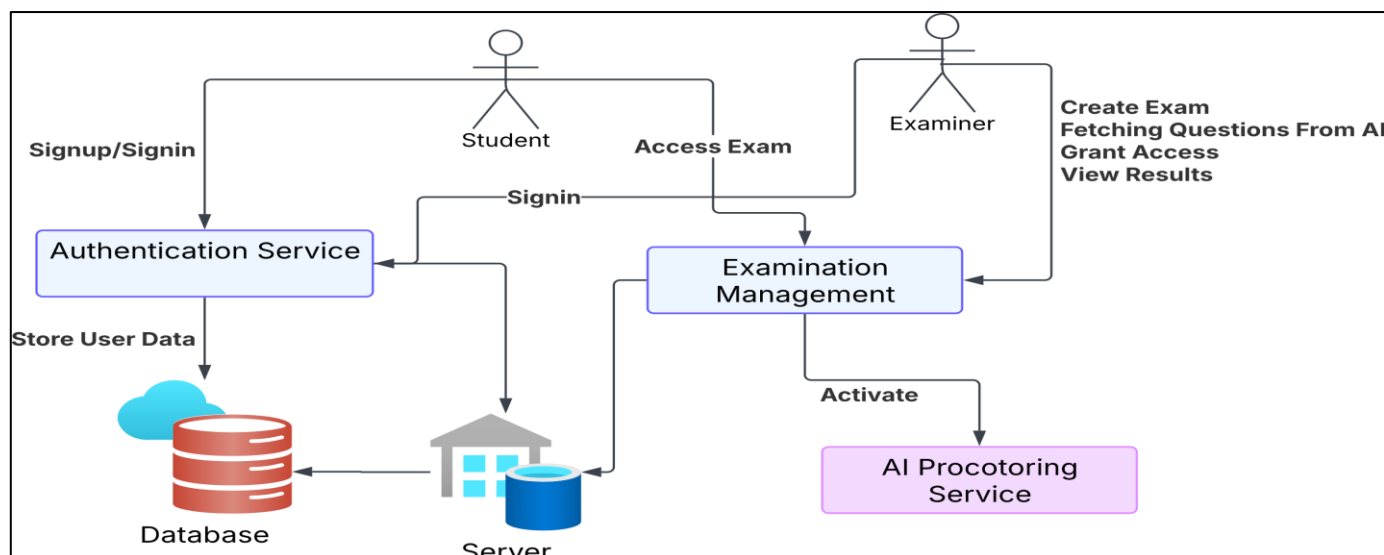 Student
Examiner
Create Exam
Fetching Questions From AI
Grant Access
View Results
Signup/Signin
Access Exam
Signin
Authentication Service
Examination
Management
Store User Data
Activate
AI Procotoring
Service
Database
Server